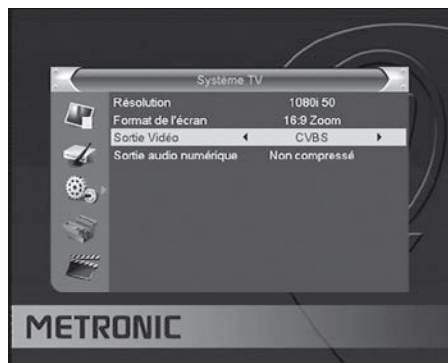 Système TV
Résolution 1080i 50
Format de l'écran 16:9 Zoom
Sortie Vidéo CVBS
Sortie audio numérique Non compressé
METRONIC